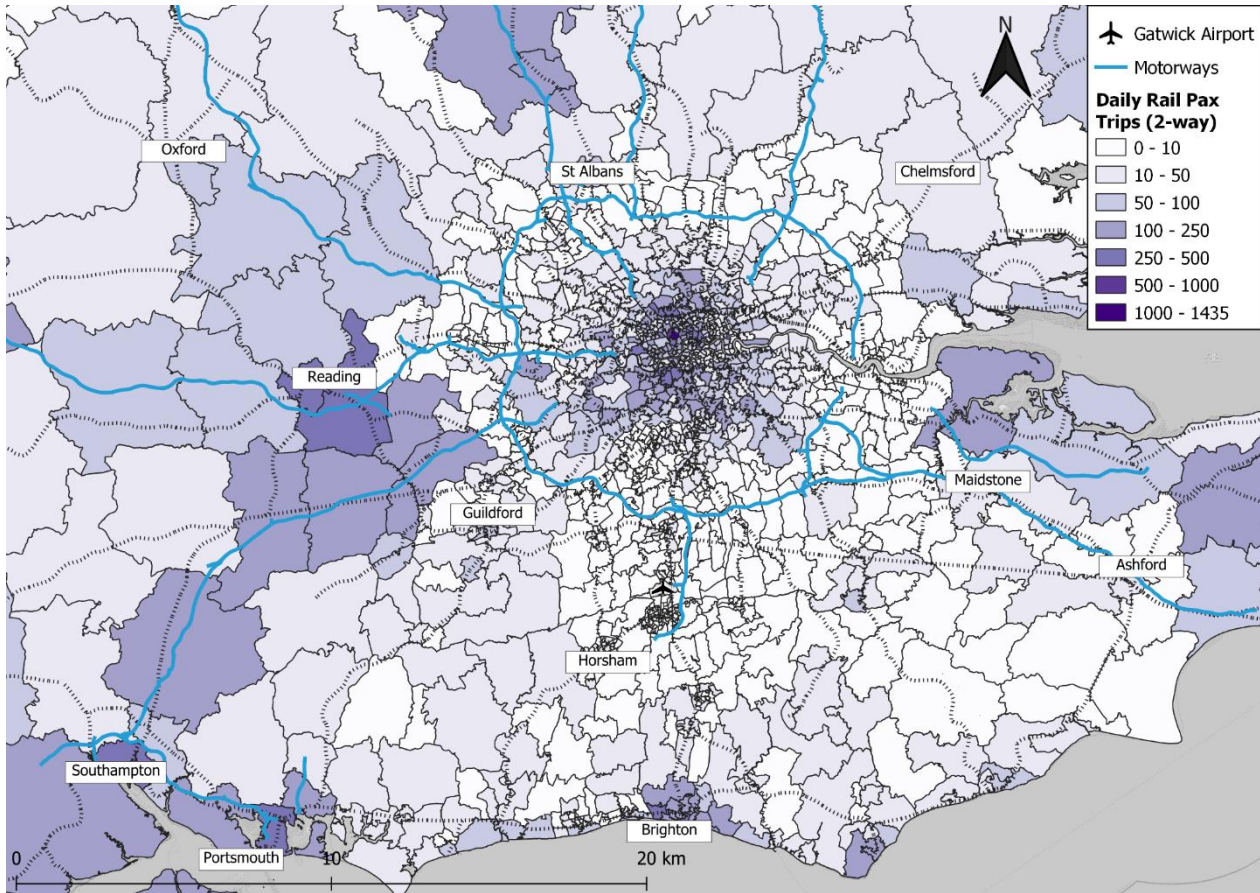 N
Gatwick Airport
Motorways
Daily Rail Pax
Trips (2-way)
0 - 10
10 - 50
50 - 100
100 - 250
250 - 500
500 - 1000
1000 - 1435
Oxford
St Albans
Chelmsford
Reading
Maidstone
Guildford
Ashford
Horsham
Southampton
Brighton
Portsmouth
0
10
20 km